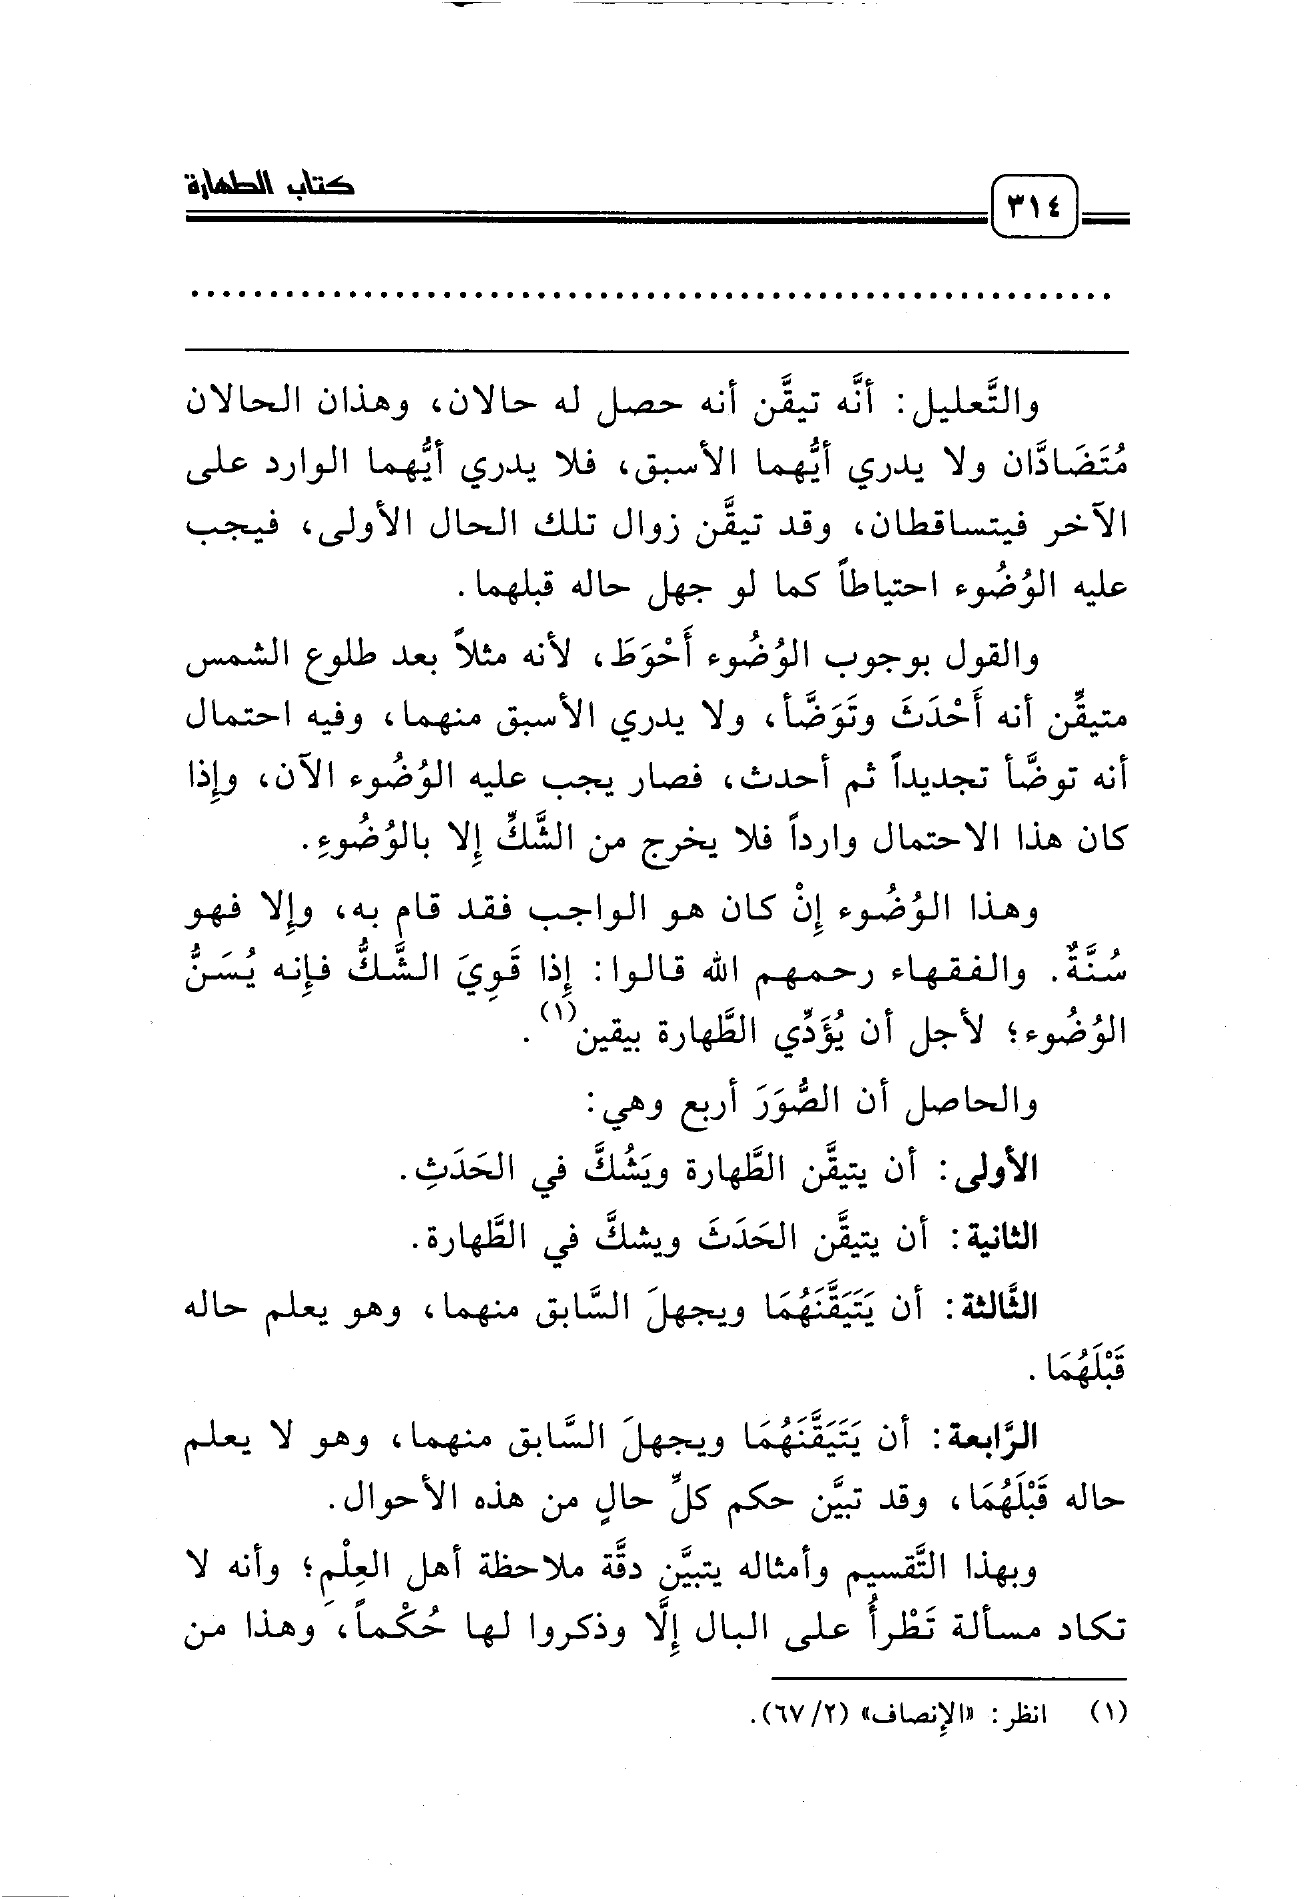 كتاب الطهارة
٣١٤
والتَّعليل: أنَّه تيقَّن أنه حصل له حالان، وهذان الحالان
مُتَضَادَّان ولا يدري أيُّهما الأسبق، فلا يدري أيُّهما الوارد على
الآخر فيتساقطان، وقد تيقَّن زوال تلك الحال الأولى، فيجب
عليه الوُضُوء احتياطاً كما لو جهل حاله قبلهما.
والقول بوجوب الوُضُوء أَحْوَطَ، لأنه مثلاً بعد طلوع الشمس
متيقِّن أنه أَحْدَثَ وتَوَضَّأ، ولا يدري الأسبق منهما، وفيه احتمال
أنه توضَّأ تجديداً ثم أحدث، فصار يجب عليه الوُضُوء الآن، وإذا
كان هذا الاحتمال وارداً فلا يخرج من الشَّكِّ إلا بالوُضُوءِ.
وهذا الوُضُوء إنْ كان هو الواجب فقد قام به، وإلا فهو
سُنَّةٌ. والفقهاء رحمهم الله قالوا: إذا قَوِيَ الشَّكُّ فإنه يُسَنُّ
الوُضُوء؛ لأجل أن يُؤَدِّي الطَّهارة بيقين(١).
والحاصل أن الصُّوَرَ أربع وهي:
الأولى: أن يتيقَّن الطَّهارة ويَشُكَّ في الحَدَثِ.
الثانية: أن يتيقَّن الحَدَثَ ويشكَّ في الطَّهارة.
الثَّالثة: أن يَتَيَقَّنَهُمَا ويجهلَ السَّابق منهما، وهو يعلم حاله
قَبْلَهُمَا.
الرَّابعة: أن يَتَيَقَّنَهُمَا ويجهلَ السَّابق منهما، وهو لا يعلم
حاله قَبْلَهُمَا، وقد تبيَّن حكم كلِّ حالٍ من هذه الأحوال.
وبهذا التَّقسيم وأمثاله يتبيَّن دقَّة ملاحظة أهل العِلْمِ؛ وأنه لا
تكاد مسألة تَطْرأُ على البال إلَّا وذكروا لها حُكْماً، وهذا من
(١) انظر: «الإنصاف» (٦٧/٢).